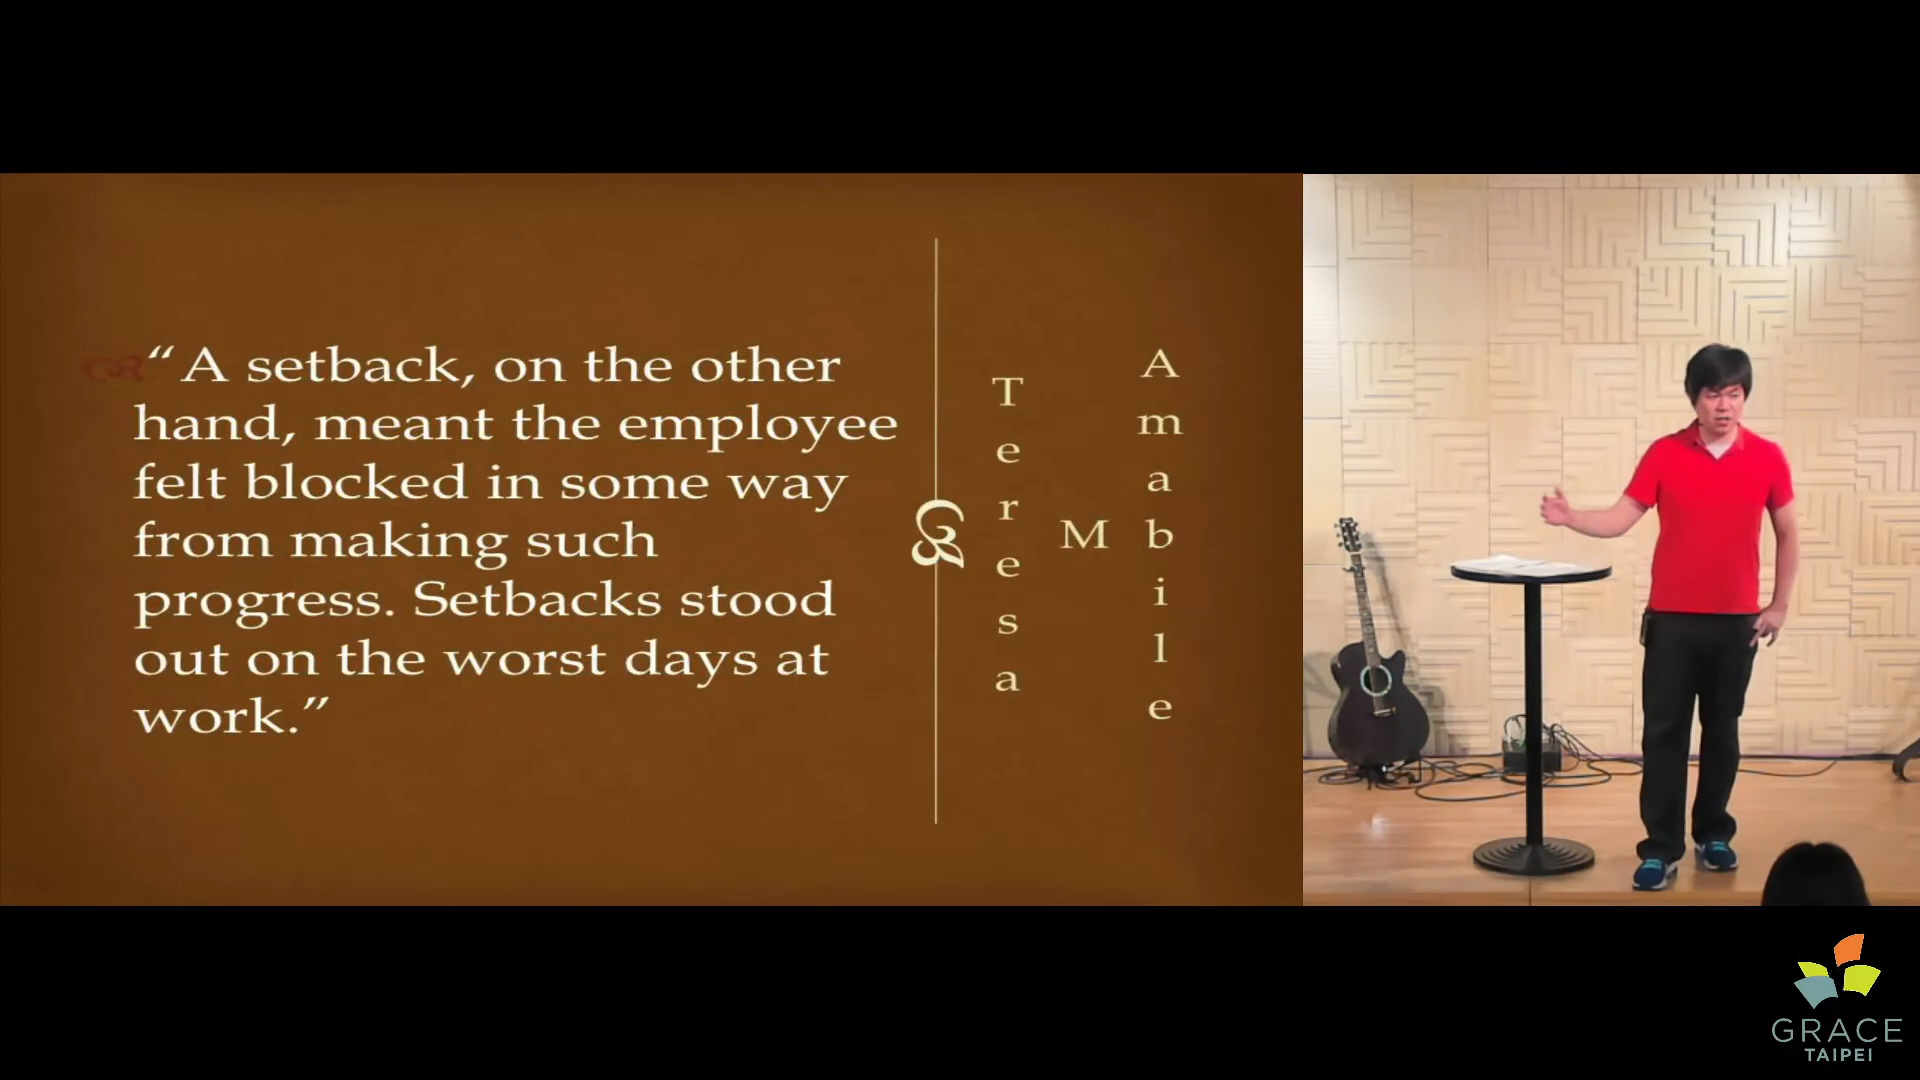 “A setback, on the other
hand, meant the employee
felt blocked in some way
from making such
progress. Setbacks stood
out on the worst days at
work.”
Teresa
M
Amabile
GRACE
TAIPEI